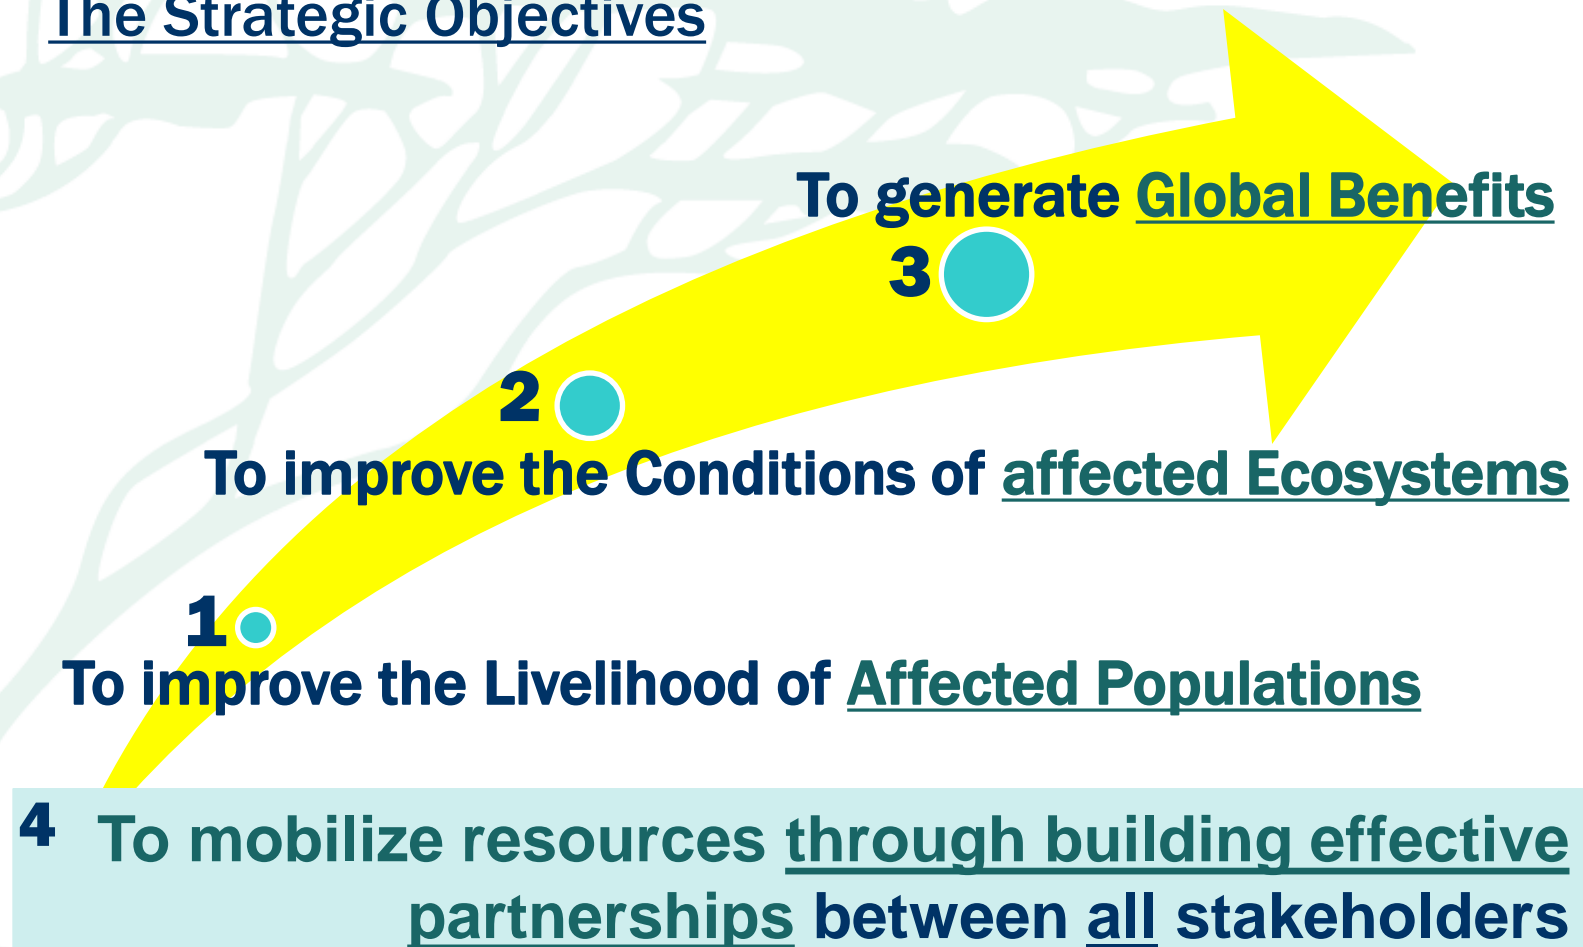 The Strategic Objectives
To generate Global Benefits
3
2
To improve the Conditions of affected Ecosystems
1
To improve the Livelihood of Affected Populations
4 To mobilize resources through building effective
partnerships between all stakeholders